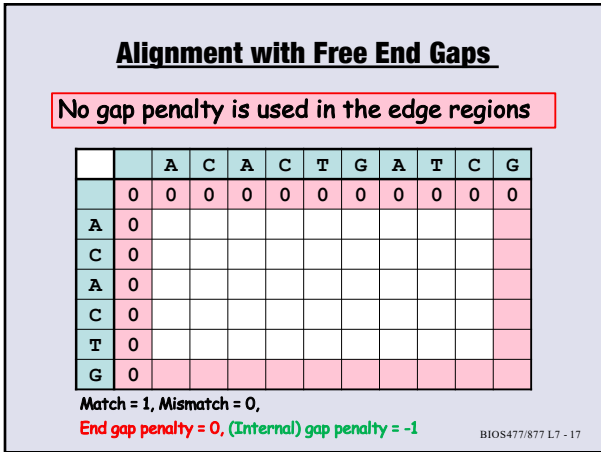 Alignment with Free End Gaps
No gap penalty is used in the edge regions
A C A C T G A T C G
0 0 0 0 0 0 0 0 0 0 0
A 0
C 0
A 0
C 0
T 0
G 0
Match = 1, Mismatch = 0,
End gap penalty = 0, (Internal) gap penalty = -1
BIOS477/877 L7 - 17